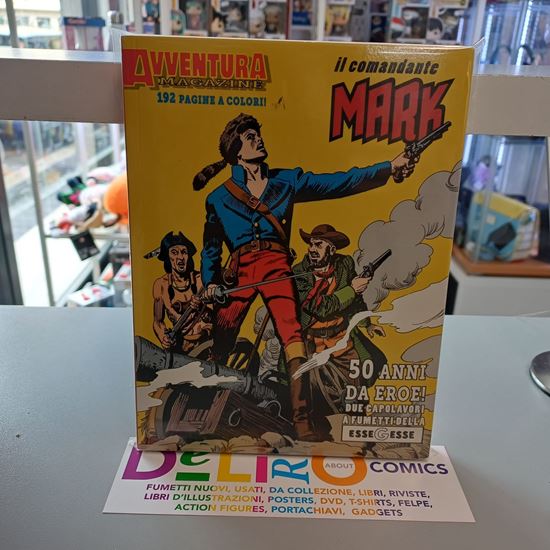 AVVENTURA
MAGAZINE
192 PAGINE A COLORI!
il comandante
MARK
50 ANNI
DA EROE!
DUE CAPOLAVORI
A FUMETTI DELLA
ESSEGESSE
DeLiRO ABOUT COMICS
FUMETTI NUOVI, USATI, DA COLLEZIONE, LIBRI, RIVISTE,
LIBRI D'ILLUSTRAZIONI, POSTERS, DVD, T-SHIRTS, FELPE,
ACTION FIGURES, PORTACHIAVI, GADGETS